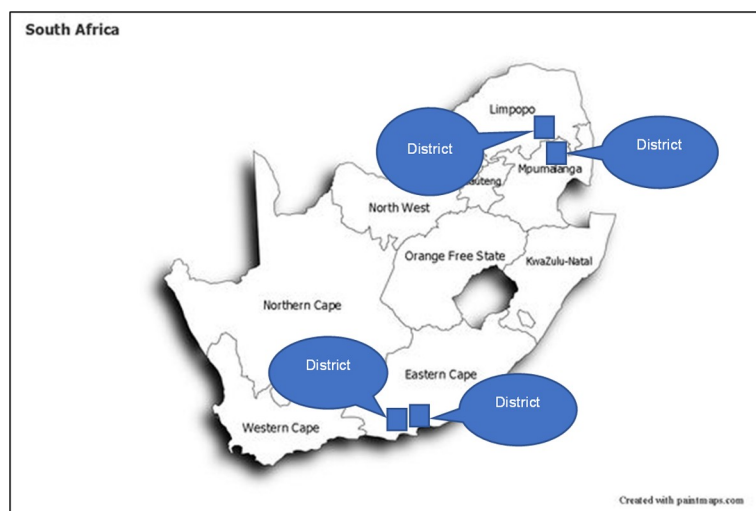 South Africa
Limpopo
District
District
Mpumalanga
auteng
North West
Orange Free State
KwaZulu-Natal
Northern Cape
District
Eastern Cape
District
Western Cape
Created with paintmaps.com